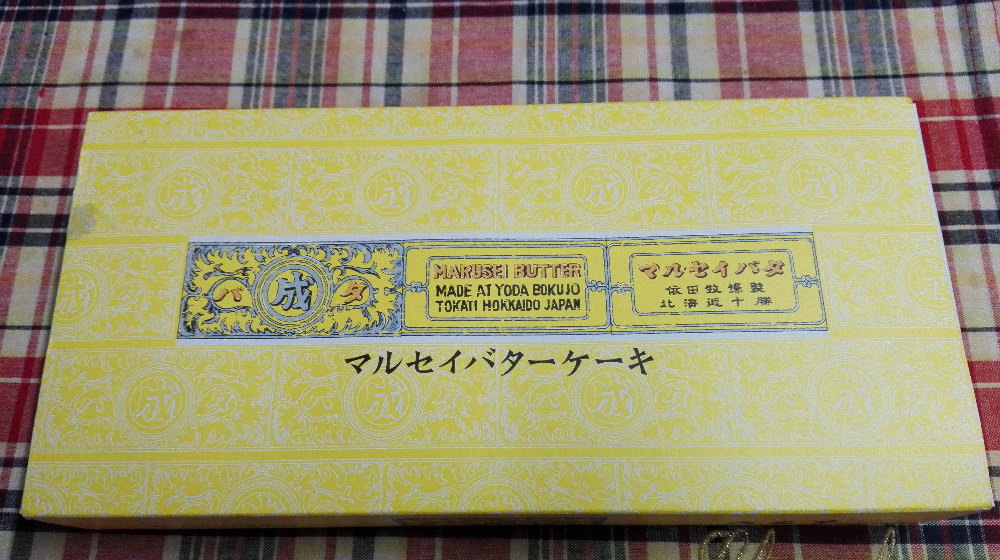 バ 成 タ
MARUSEI BUTTER
MADE AT YODA BOKUJO
TOKATI HOKKAIDO JAPAN
マルセイバタ
依田牧場製
北海道十勝
マルセイバターケーキ